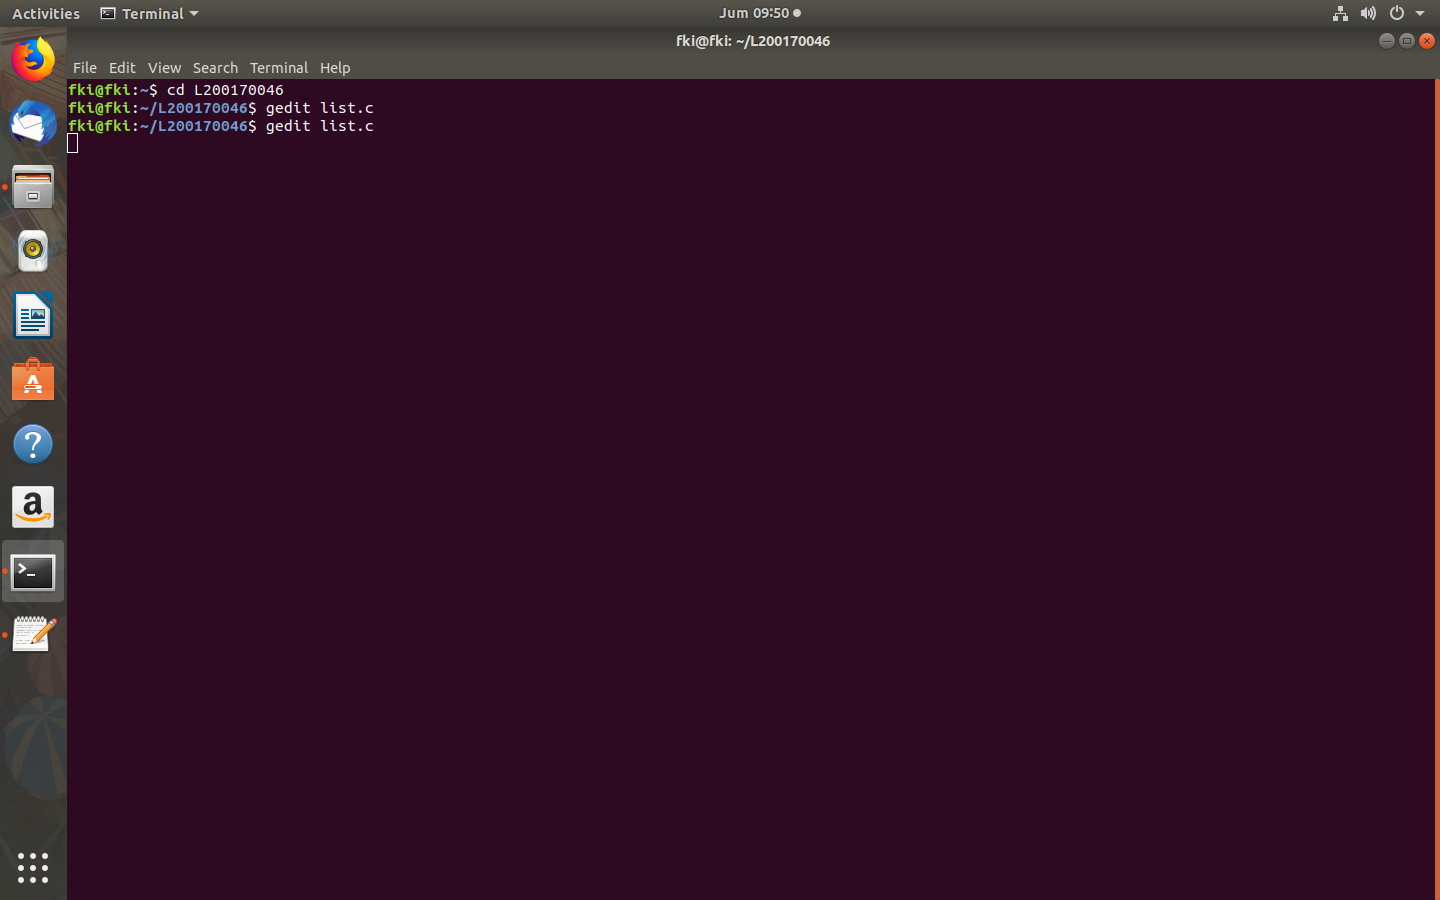 Activities Terminal Jum 09:50
fki@fki: ~/L200170046
File Edit View Search Terminal Help
fki@fki:~$ cd L200170046
fki@fki:~/L200170046$ gedit list.c
fki@fki:~/L200170046$ gedit list.c